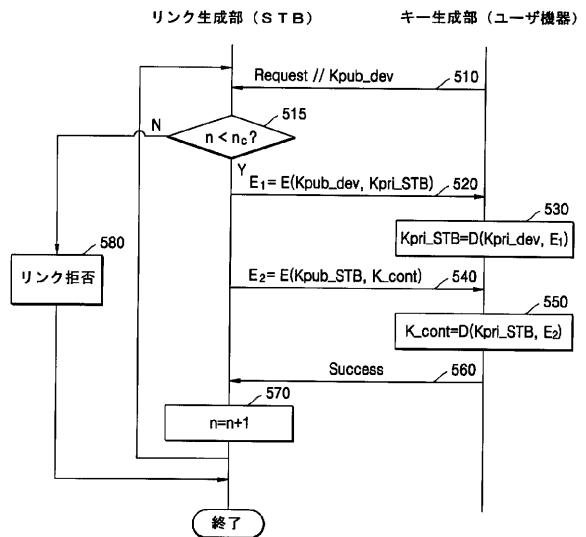 リンク生成部（ＳＴＢ）
キー生成部（ユーザ機器）
Request // Kpub_dev
510
515
N
n < nc?
Y
E1= E(Kpub_dev, Kpri_STB)
520
530
Kpri_STB=D(Kpri_dev, E1)
580
リンク拒否
E2= E(Kpub_STB, K_cont)
540
550
K_cont=D(Kpri_STB, E2)
Success
560
570
n=n+1
終了